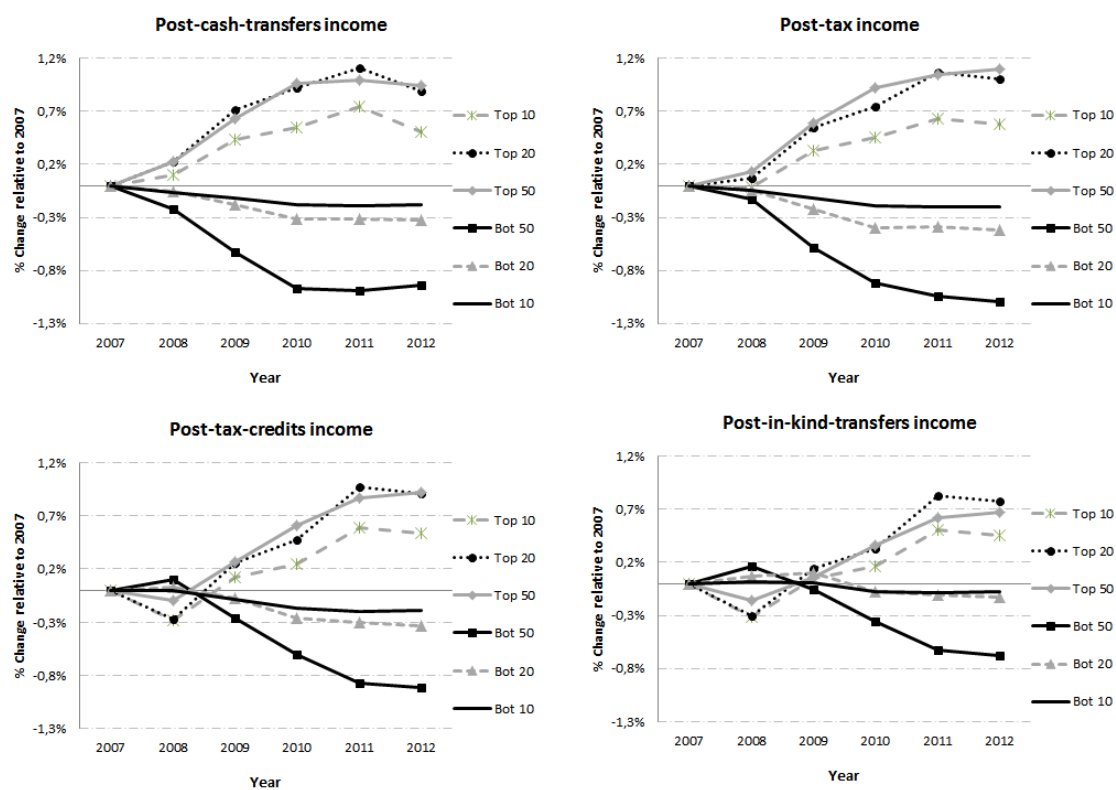 Post-cash-transfers income
% Change relative to 2007
1,2%
0,7%
0,2%
-0,3%
-0,8%
-1,3%
2007 2008 2009 2010 2011 2012
Year
Top 10
Top 20
Top 50
Bot 50
Bot 20
Bot 10
Post-tax income
% Change relative to 2007
1,2%
0,7%
0,2%
-0,3%
-0,8%
-1,3%
2007 2008 2009 2010 2011 2012
Year
Top 10
Top 20
Top 50
Bot 50
Bot 20
Bot 10
Post-tax-credits income
% Change relative to 2007
1,2%
0,7%
0,2%
-0,3%
-0,8%
-1,3%
2007 2008 2009 2010 2011 2012
Year
Top 10
Top 20
Top 50
Bot 50
Bot 20
Bot 10
Post-in-kind-transfers income
% Change relative to 2007
1,2%
0,7%
0,2%
-0,3%
-0,8%
-1,3%
2007 2008 2009 2010 2011 2012
Year
Top 10
Top 20
Top 50
Bot 50
Bot 20
Bot 10